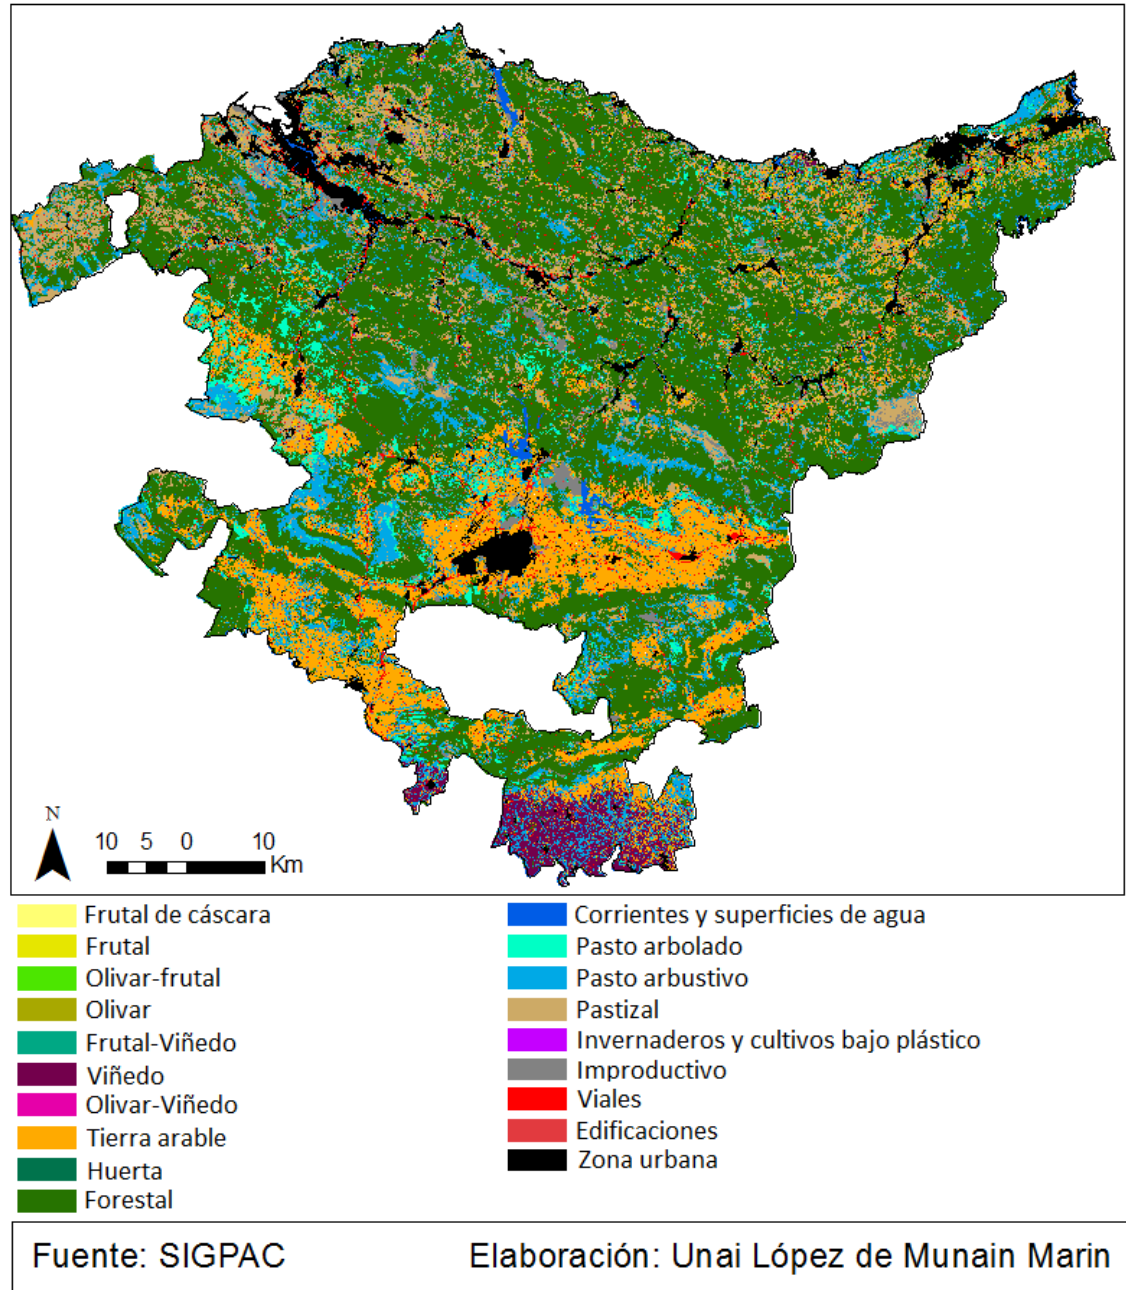 N
10 5 0 10
Km
Frutal de cáscara
Frutal
Olivar-frutal
Olivar
Frutal-Viñedo
Viñedo
Olivar-Viñedo
Tierra arable
Huerta
Forestal
Corrientes y superficies de agua
Pasto arbolado
Pasto arbustivo
Pastizal
Invernaderos y cultivos bajo plástico
Improductivo
Viales
Edificaciones
Zona urbana
Fuente: SIGPAC Elaboración: Unai López de Munain Marin